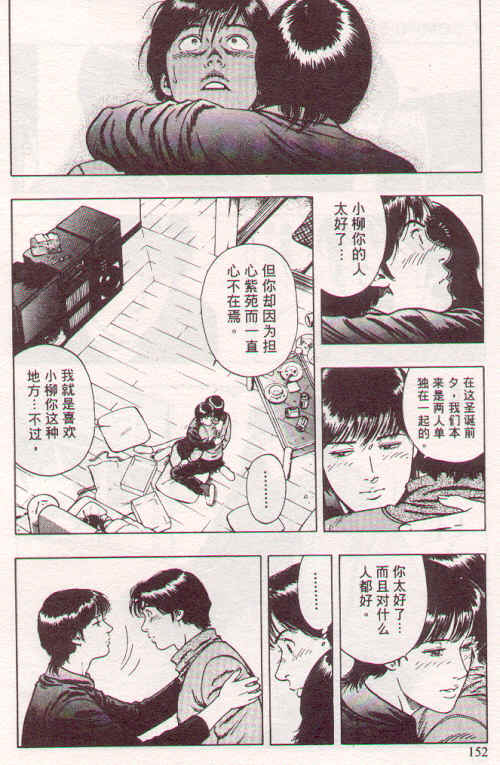 小柳你的人
太好了…
在这圣诞前
夕，我们本
来是两人单
独在一起的。
但你却因为担
心紫苑而一直
心不在焉。
………
我就是喜欢
小柳你这种
地方…不过，
你太好了…
而且对什么
人都好。
………
152